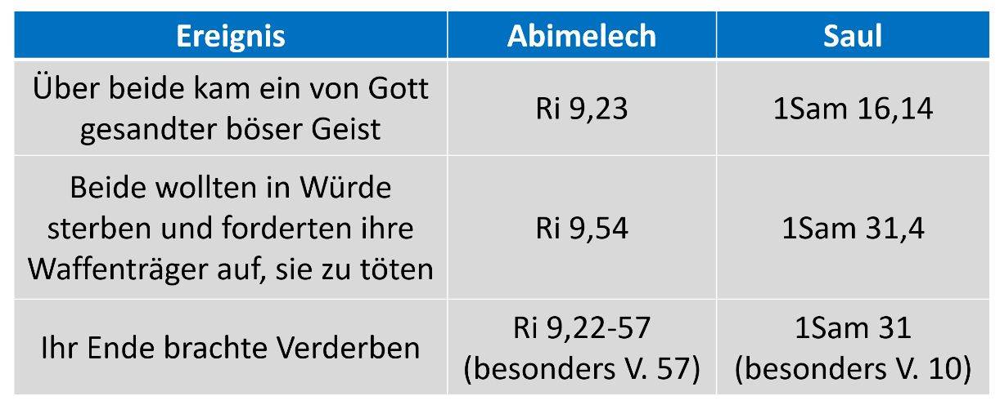 Ereignis Abimelech Saul
Über beide kam ein von Gott
gesandter böser Geist
Ri 9,23 1Sam 16,14
Beide wollten in Würde
sterben und forderten ihre
Waffenträger auf, sie zu töten
Ri 9,54 1Sam 31,4
Ihr Ende brachte Verderben
Ri 9,22-57
(besonders V. 57)
1Sam 31
(besonders V. 10)